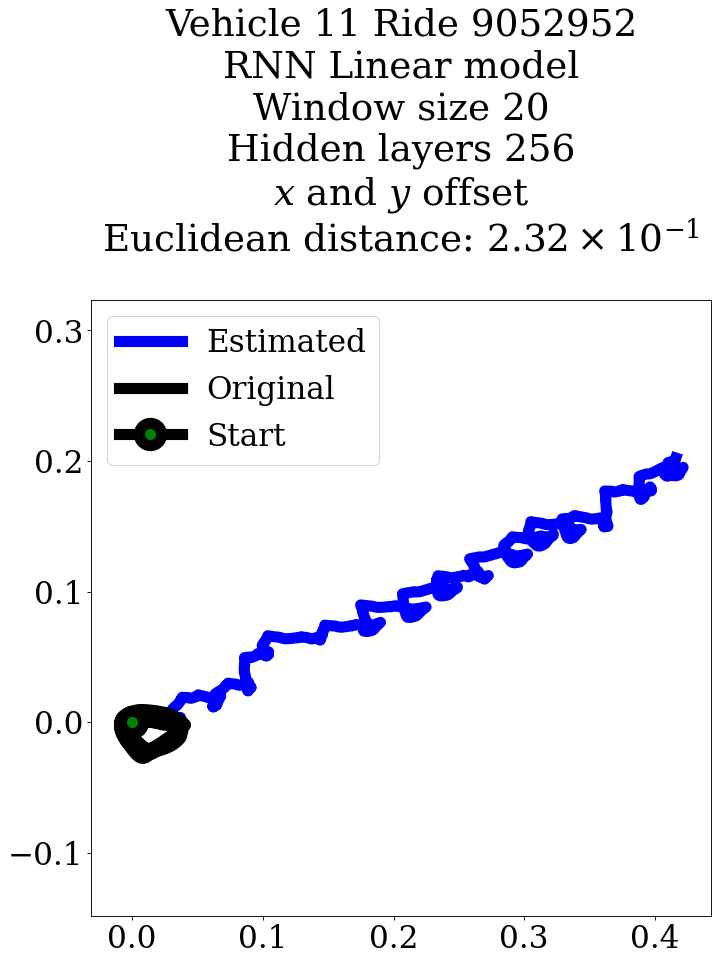 Vehicle 11 Ride 9052952
RNN Linear model
Window size 20
Hidden layers 256
x and y offset
Euclidean distance: 2.32 × 10⁻¹
Estimated
Original
Start
0.3
0.2
0.1
0.0
−0.1
0.0 0.1 0.2 0.3 0.4